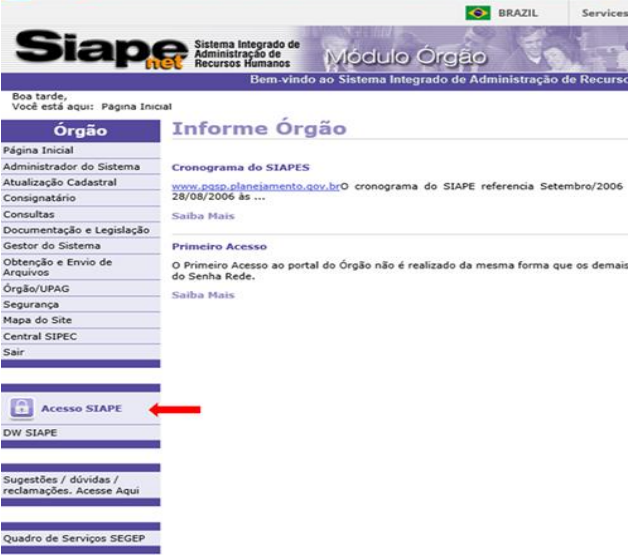 BRAZIL Services
Siape net
Sistema Integrado de
Administração de
Recursos Humanos
Módulo Órgão
Bem-vindo ao Sistema Integrado de Administração de Recurso
Boa tarde,
Você está aqui: Página Inicial
Órgão
Página Inicial
Administrador do Sistema
Atualização Cadastral
Consignatário
Consultas
Documentação e Legislação
Gestor do Sistema
Obtenção e Envio de
Arquivos
Órgão/UPAG
Segurança
Mapa do Site
Central SIPEC
Sair
Acesso SIAPE
DW SIAPE
Sugestões / dúvidas /
reclamações. Acesse Aqui
Quadro de Serviços SEGEP
Informe Órgão
Cronograma do SIAPES
www.pgsp.planejamento.gov.brO cronograma do SIAPE referencia Setembro/2006
28/08/2006 às ...
Saiba Mais
Primeiro Acesso
O Primeiro Acesso ao portal do Órgão não é realizado da mesma forma que os demais
do Senha Rede.
Saiba Mais